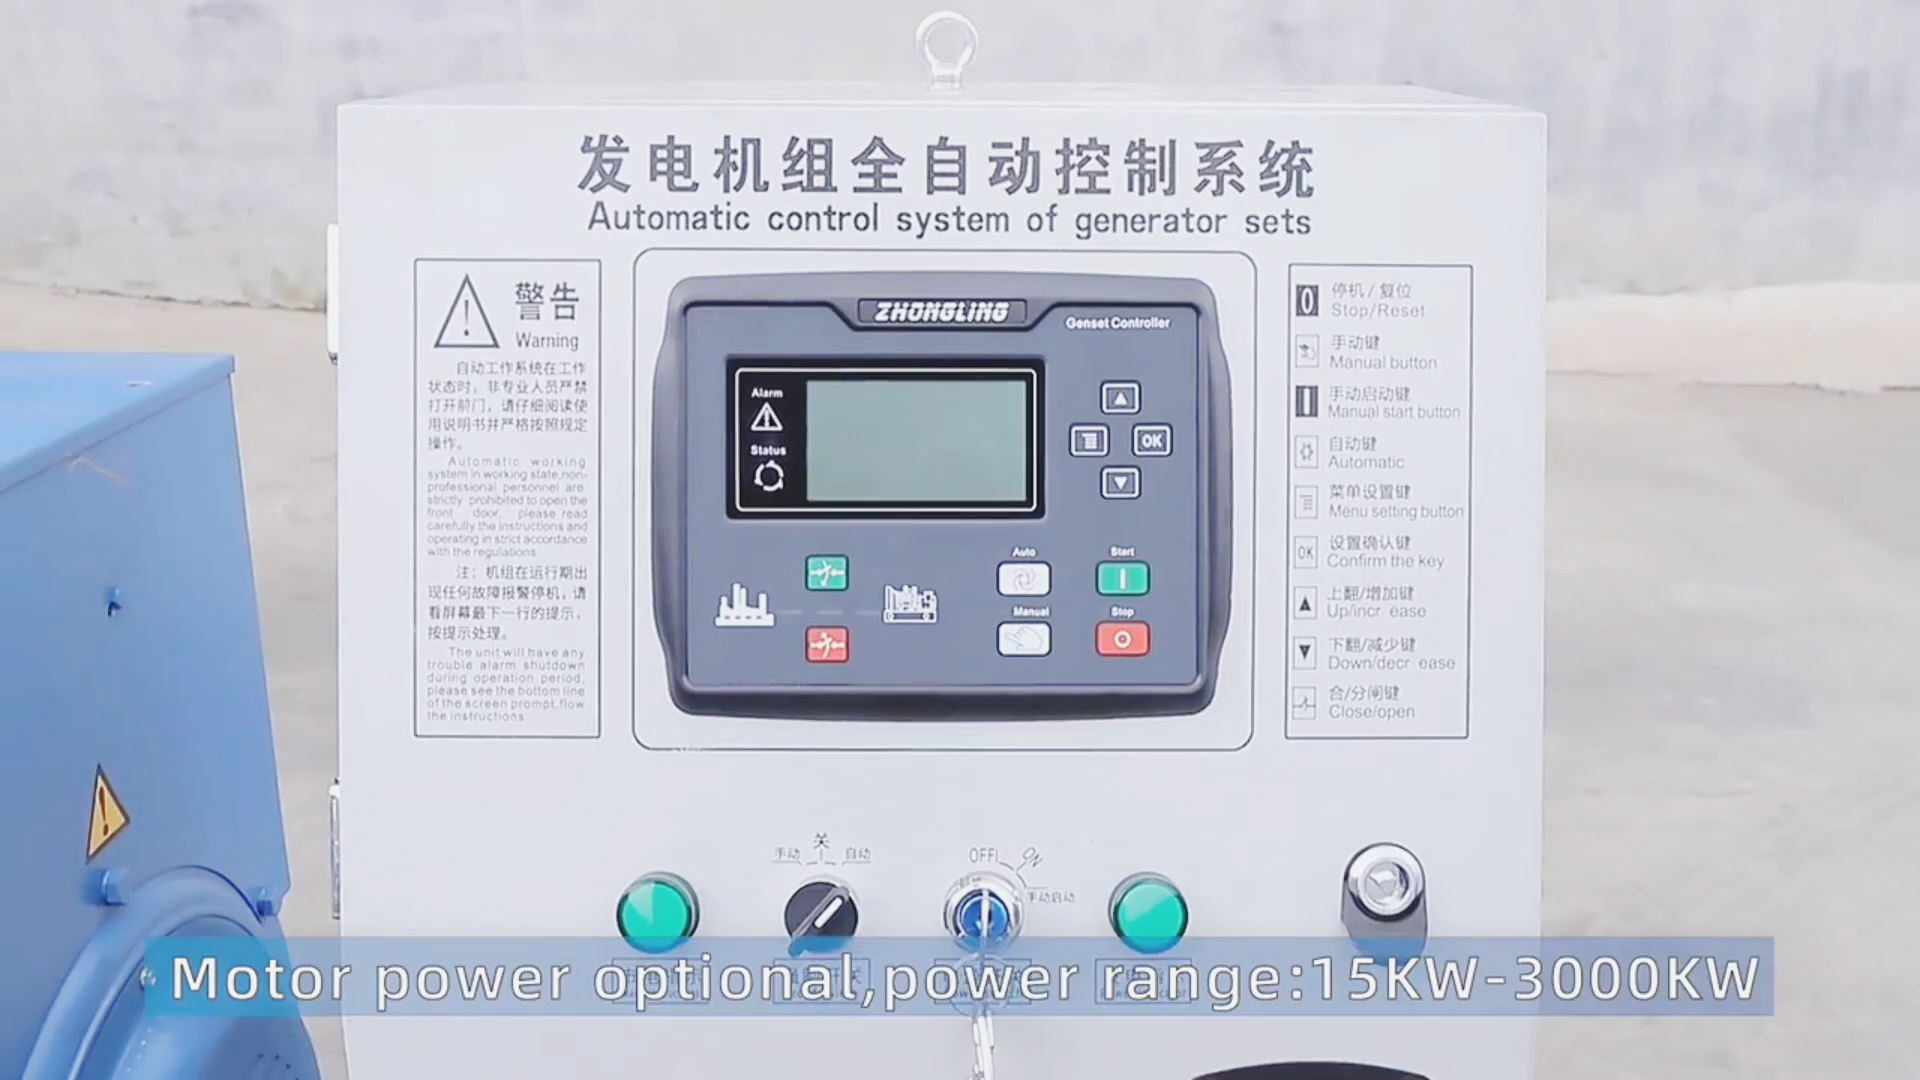 发电机组全自动控制系统
Automatic control system of generator sets
警告
Warning
自动工作系统在工作
状态时，非专业人员严禁
打开前门，请仔细阅读使
用说明书并严格按照规定
操作。
Automatic working
system in working state,non-
professional personnel are
strictly prohibited to open the
front door, please read
carefully the instructions and
operating in strict accordance
with the regulations
注：机组在运行期出
现任何故障报警停机，请
看屏幕最下一行的提示，
按提示处理。
The unit will have any
trouble alarm shutdown
during operation period,
please see the bottom line
of the screen prompt,flow
the instructions
ZHONGLING
Genset Controller
Alarm
Status
OK
Auto
Start
Manual
Stop
停机/复位
Stop/Reset
手动键
Manual button
手动启动键
Manual start button
自动键
Automatic
菜单设置键
Menu setting button
OK
设置确认键
Confirm the key
上翻/增加键
Up/incr ease
下翻/减少键
Down/decr ease
合/分闸键
Close/open
关
手动
自动
OFF
ON
手动启动
Motor power optional,power range:15KW-3000KW